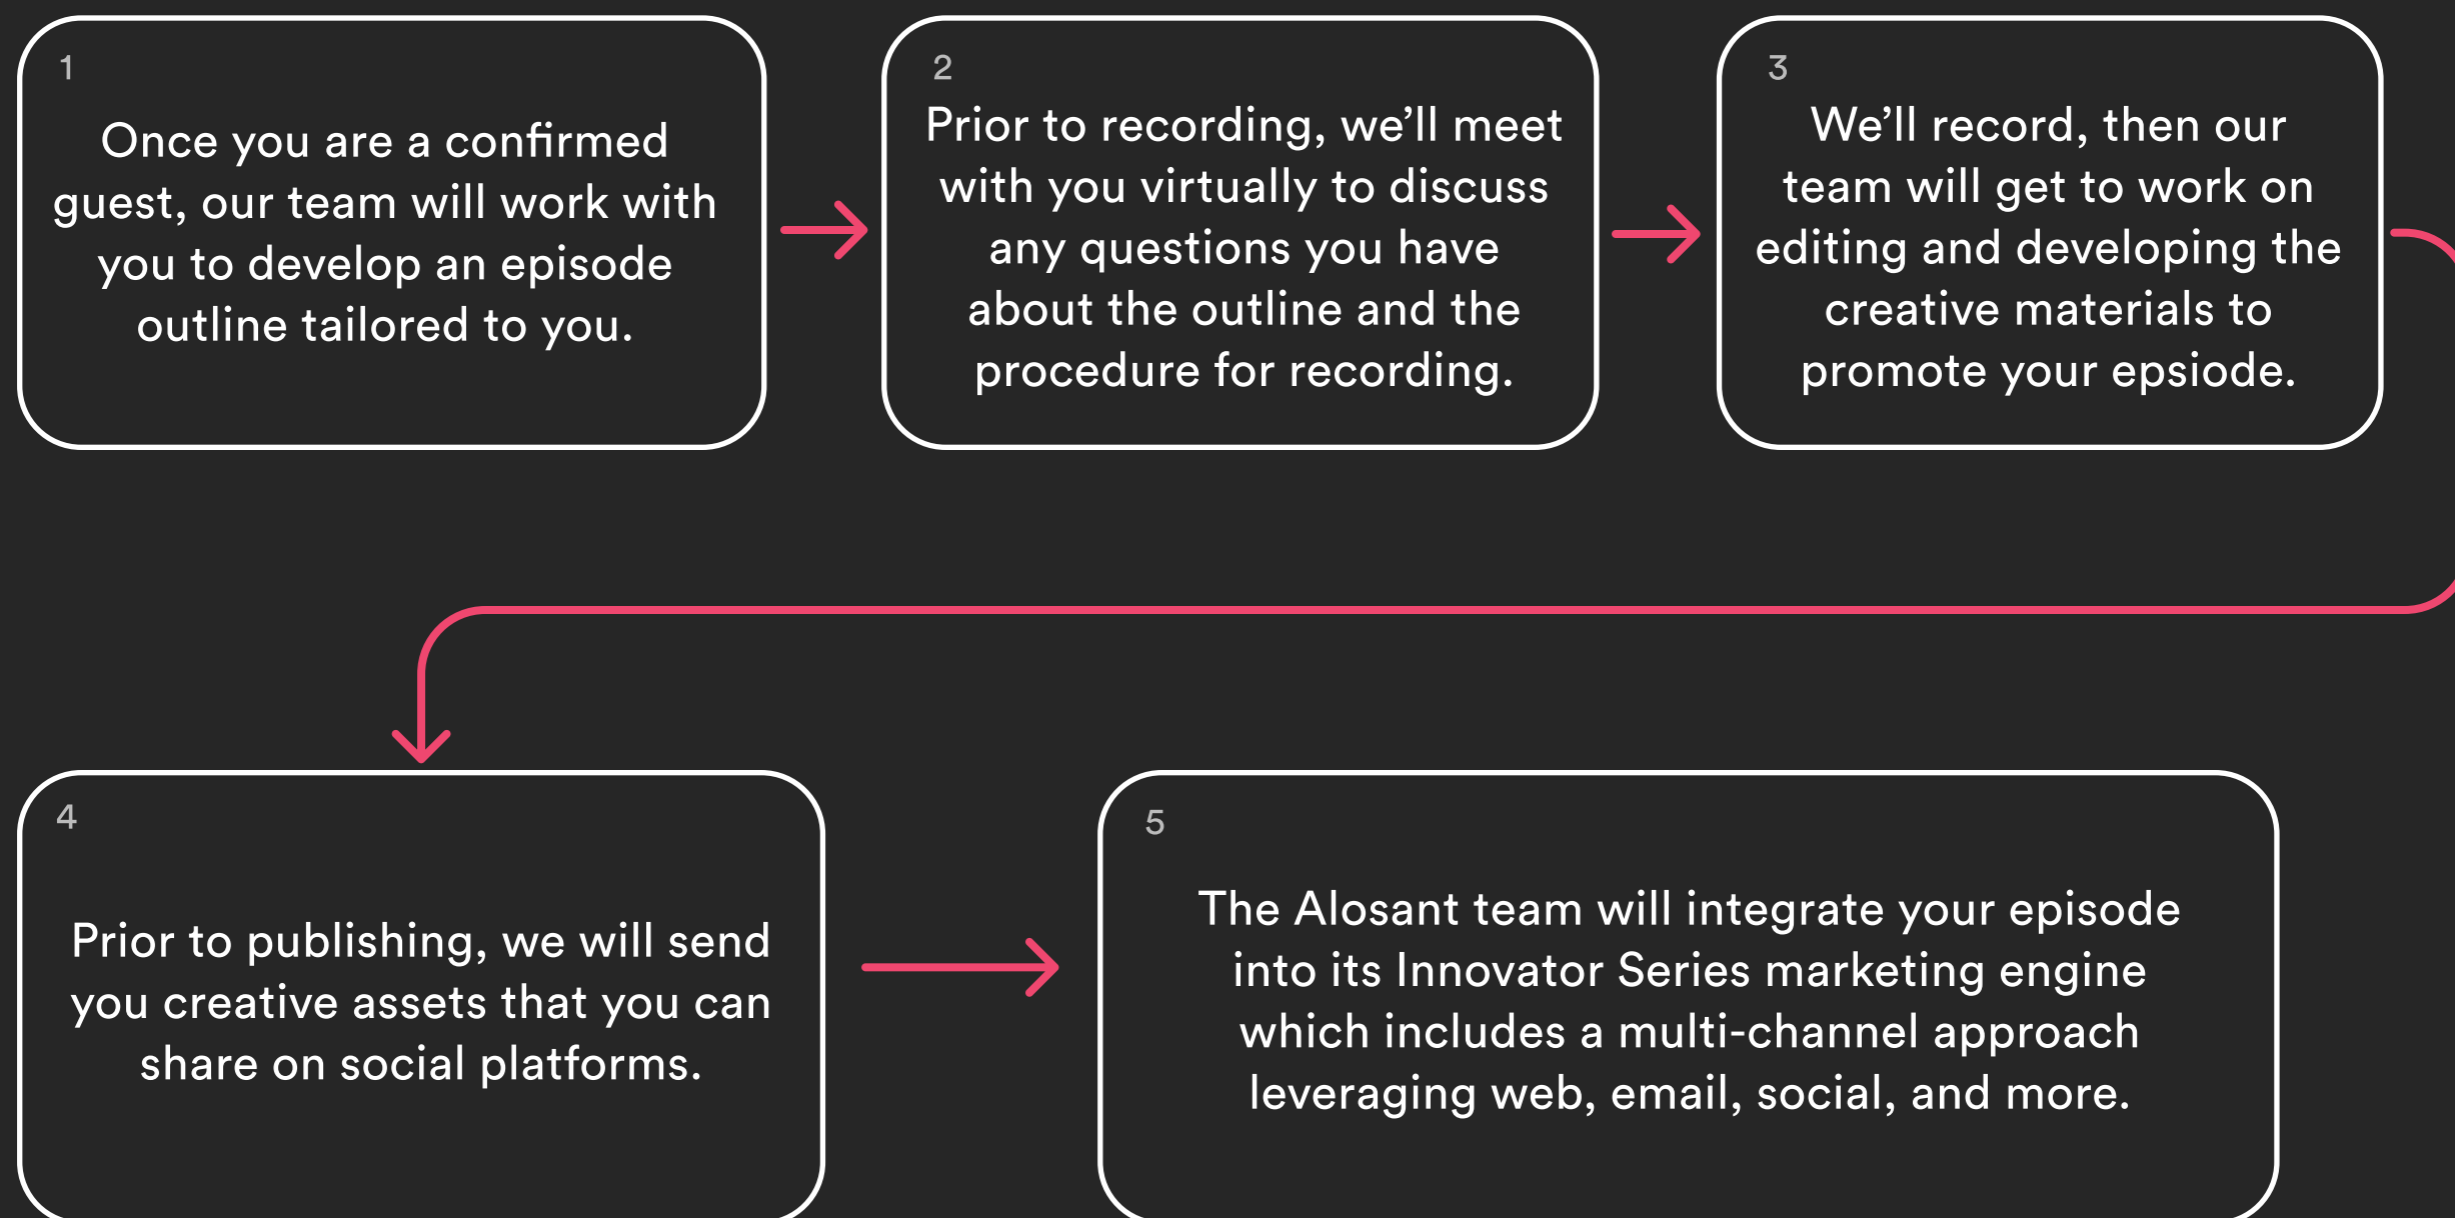 1
Once you are a confirmed
guest, our team will work with
you to develop an episode
outline tailored to you.
2
Prior to recording, we’ll meet
with you virtually to discuss
any questions you have
about the outline and the
procedure for recording.
3
We’ll record, then our
team will get to work on
editing and developing the
creative materials to
promote your epsiode.
4
Prior to publishing, we will send
you creative assets that you can
share on social platforms.
5
The Alosant team will integrate your episode
into its Innovator Series marketing engine
which includes a multi-channel approach
leveraging web, email, social, and more.